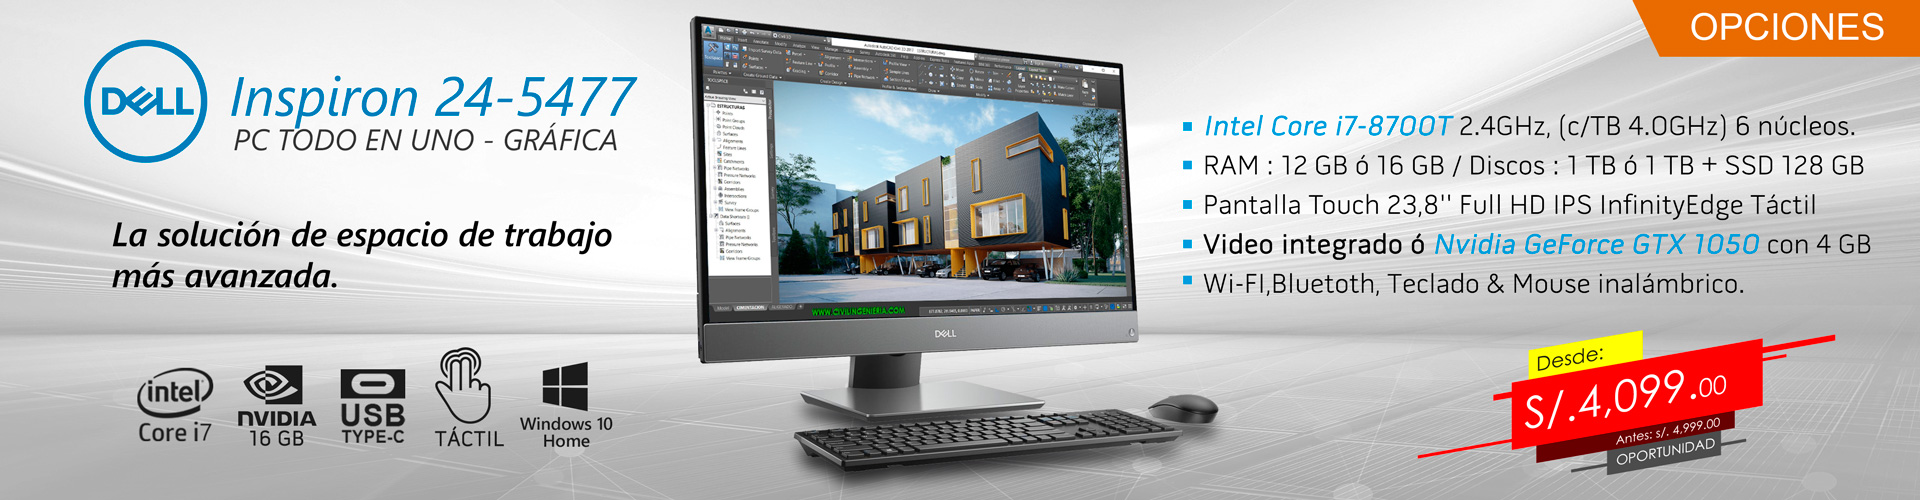 OPCIONES
DELL
Inspiron 24-5477
PC TODO EN UNO - GRÁFICA
La solución de espacio de trabajo
más avanzada.
intel
Core i7
NVIDIA
16 GB
USB
TYPE-C
TÁCTIL
Windows 10
Home
WWW.CIVILINGENIERIA.COM
DELL
Intel Core i7-8700T 2.4GHz, (c/TB 4.0GHz) 6 núcleos.
RAM : 12 GB ó 16 GB / Discos : 1 TB ó 1 TB + SSD 128 GB
Pantalla Touch 23,8'' Full HD IPS InfinityEdge Táctil
Video integrado ó Nvidia GeForce GTX 1050 con 4 GB
Wi-FI,Bluetoth, Teclado & Mouse inalámbrico.
Desde:
S/.4,099.00
Antes: s/. 4,999.00
OPORTUNIDAD